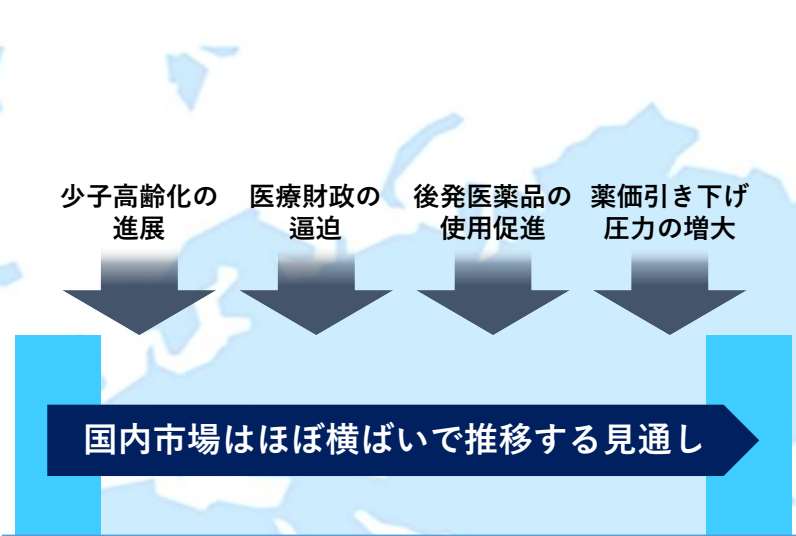 少子高齢化の
進展
医療財政の
逼迫
後発医薬品の
使用促進
薬価引き下げ
圧力の増大
国内市場はほぼ横ばいで推移する見通し